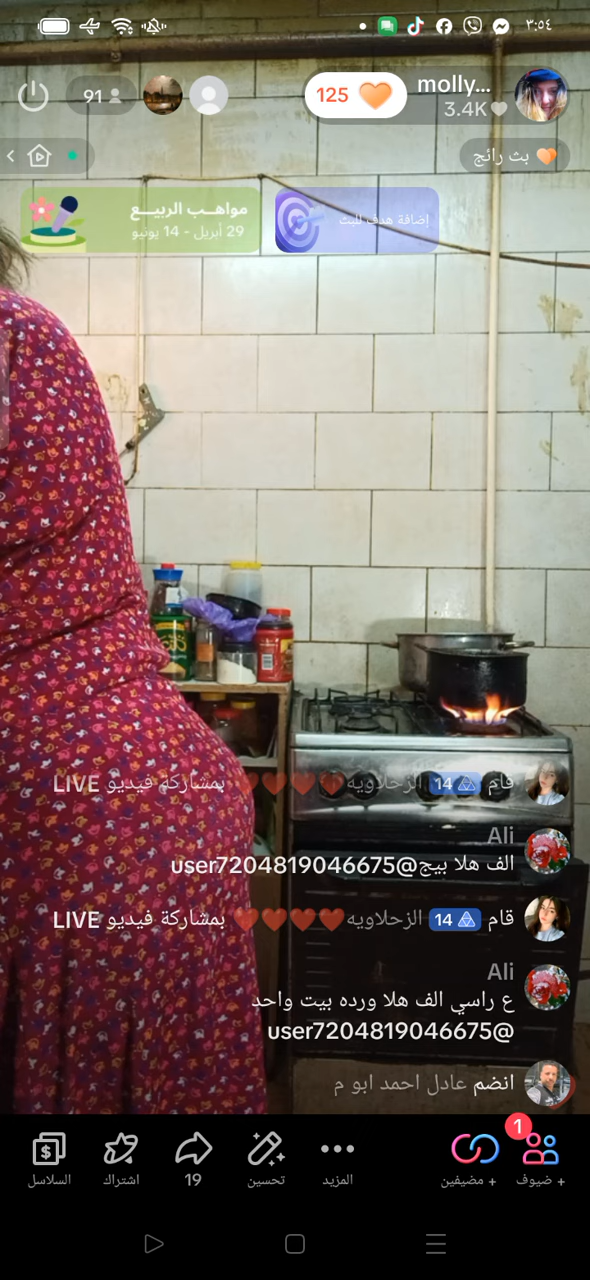 ٣:٥٤
91
125
molly...
3.4K
بث رائج
مواهب الربيع
29 أبريل - 14 يونيو
إضافة هدف للبث
قام 14 الزحلاويه ❤️❤️❤️❤️ بمشاركة فيديو LIVE
Ali
الف هلا بيج@user7204819046675
قام 14 الزحلاويه ❤️❤️❤️❤️ بمشاركة فيديو LIVE
Ali
ع راسي الف هلا ورده بيت واحد
@user7204819046675
انضم عادل احمد ابو م
1
+ ضيوف
+ مضيفين
المزيد
تحسين
19
اشتراك
السلاسل